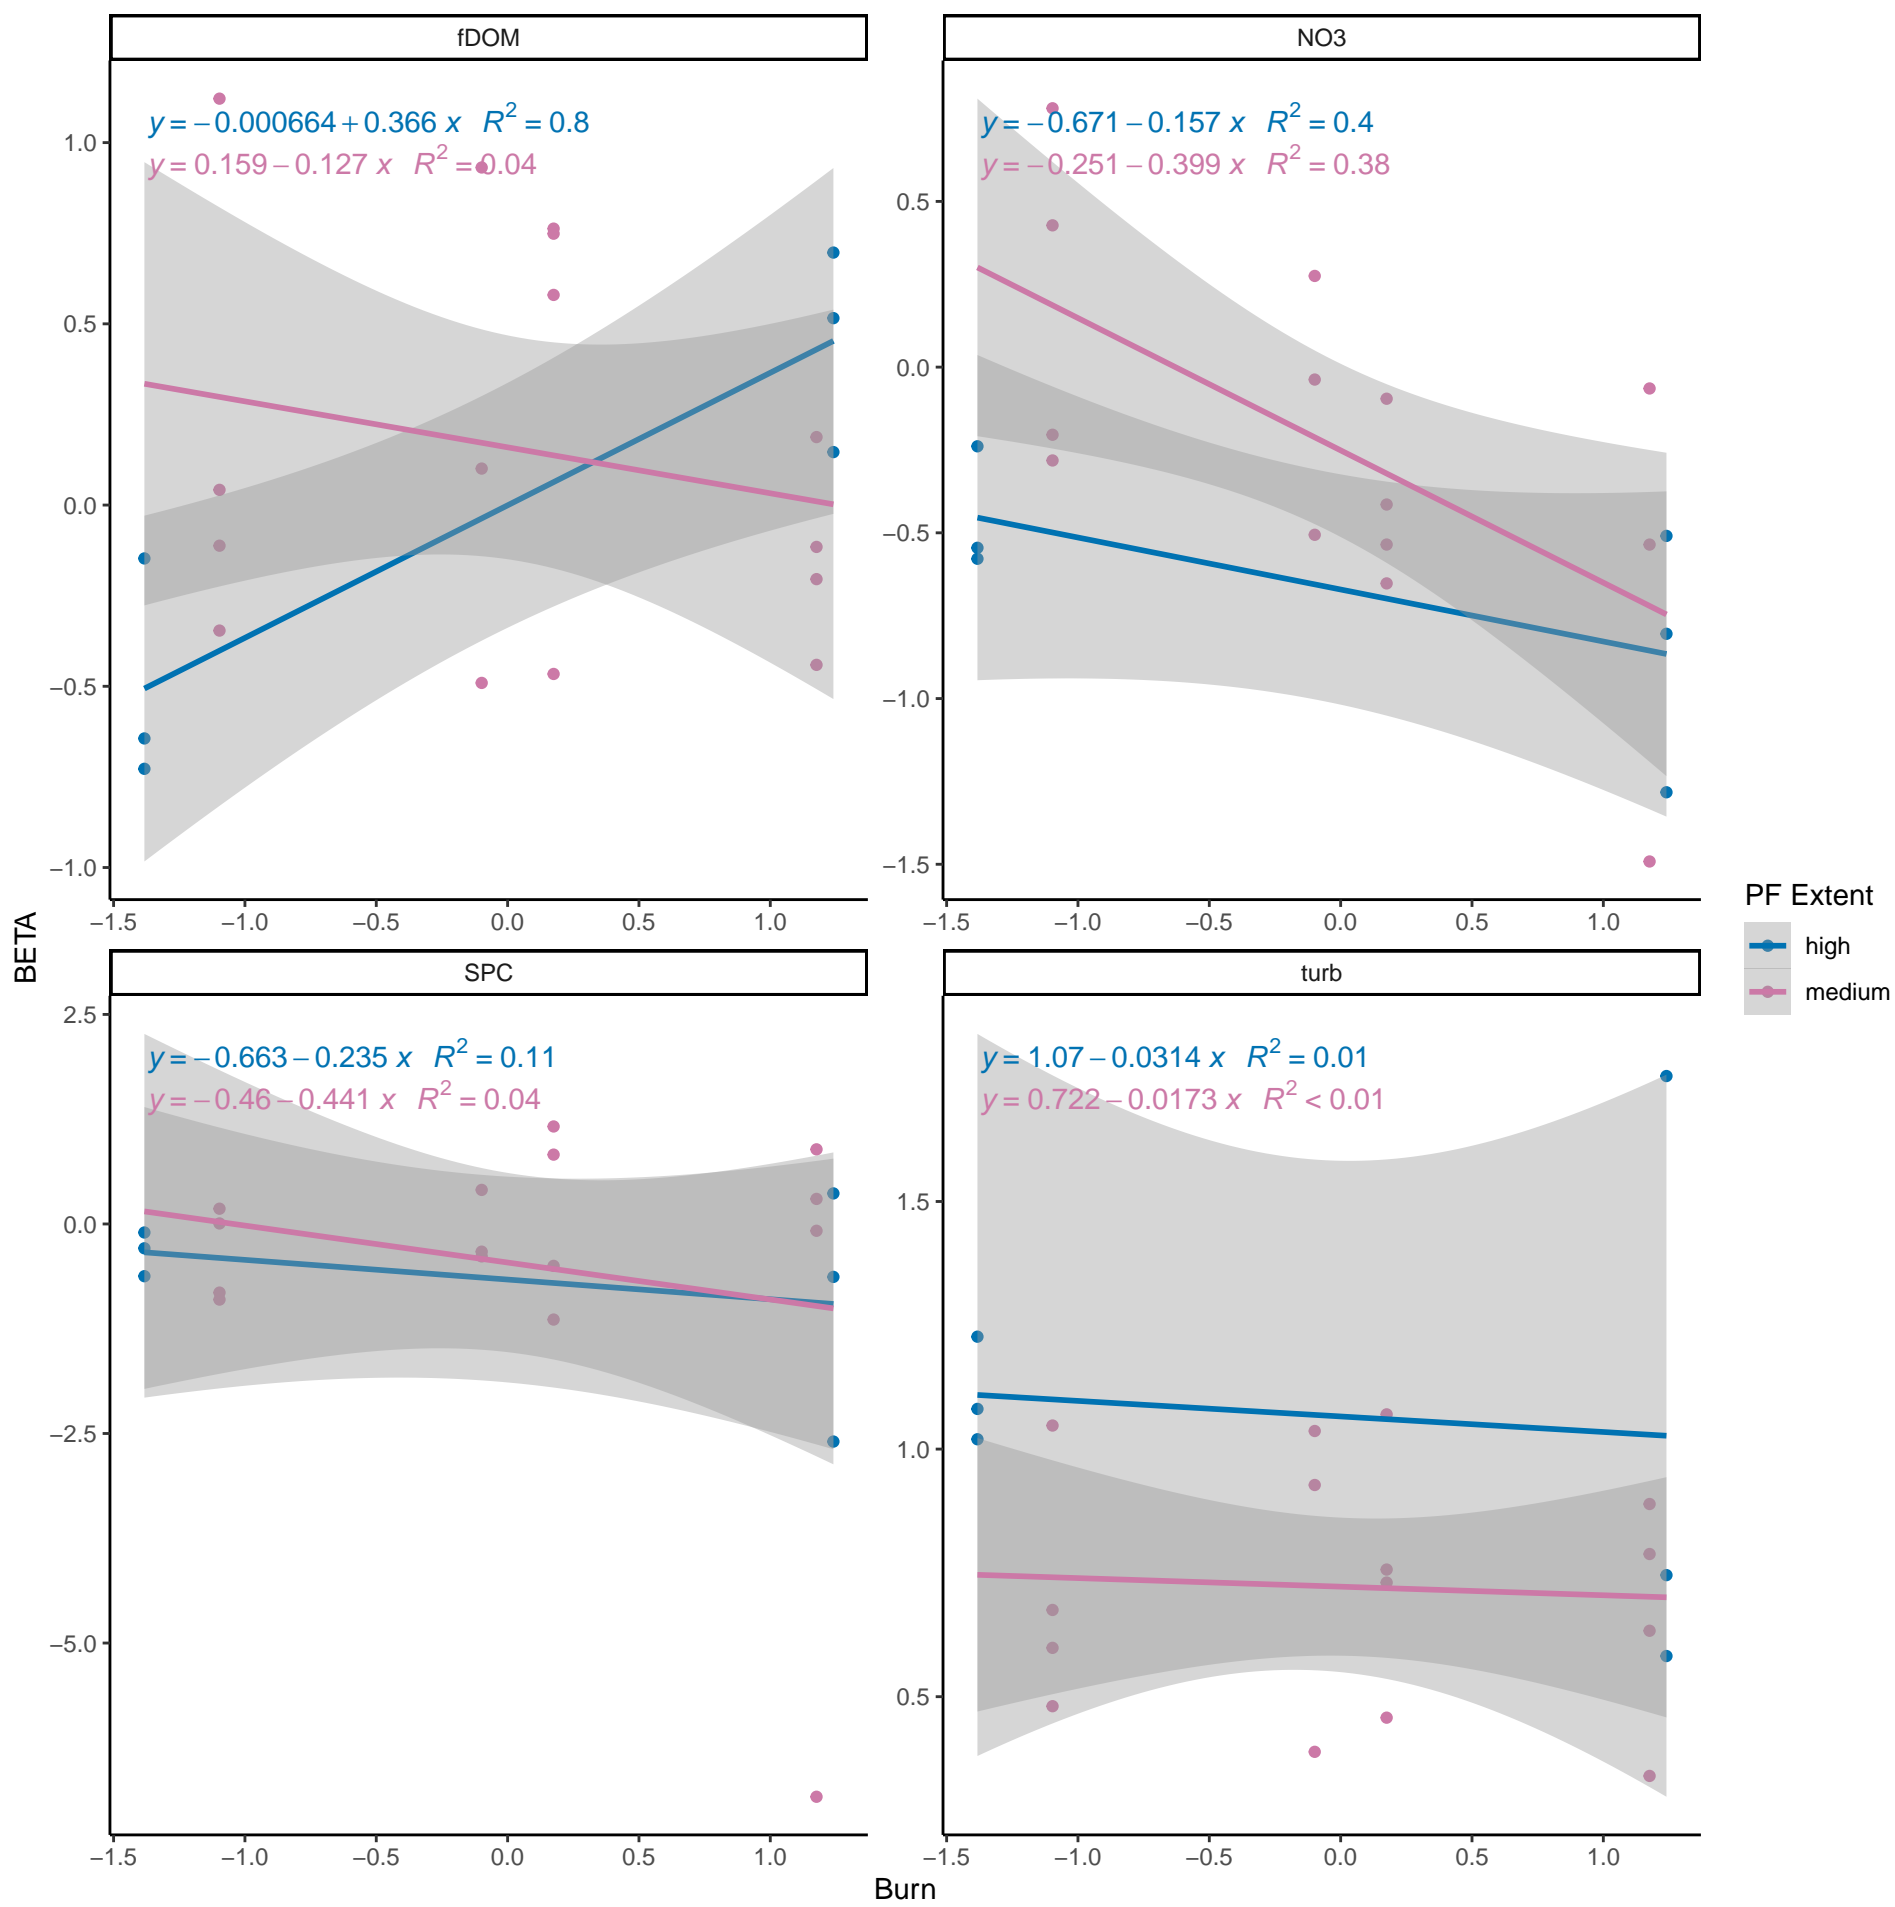 fDOM
y = −0.000664 + 0.366 x R² = 0.8
y = 0.159 − 0.127 x R² = 0.04
1.0
0.5
0.0
−0.5
−1.0
−1.5 −1.0 −0.5 0.0 0.5 1.0
NO3
y = −0.671 − 0.157 x R² = 0.4
y = −0.251 − 0.399 x R² = 0.38
0.5
0.0
−0.5
−1.0
−1.5
−1.5 −1.0 −0.5 0.0 0.5 1.0
SPC
y = −0.663 − 0.235 x R² = 0.11
y = −0.46 − 0.441 x R² = 0.04
2.5
0.0
−2.5
−5.0
−1.5 −1.0 −0.5 0.0 0.5 1.0
turb
y = 1.07 − 0.0314 x R² = 0.01
y = 0.722 − 0.0173 x R² < 0.01
1.5
1.0
0.5
−1.5 −1.0 −0.5 0.0 0.5 1.0
BETA
Burn
PF Extent
high
medium